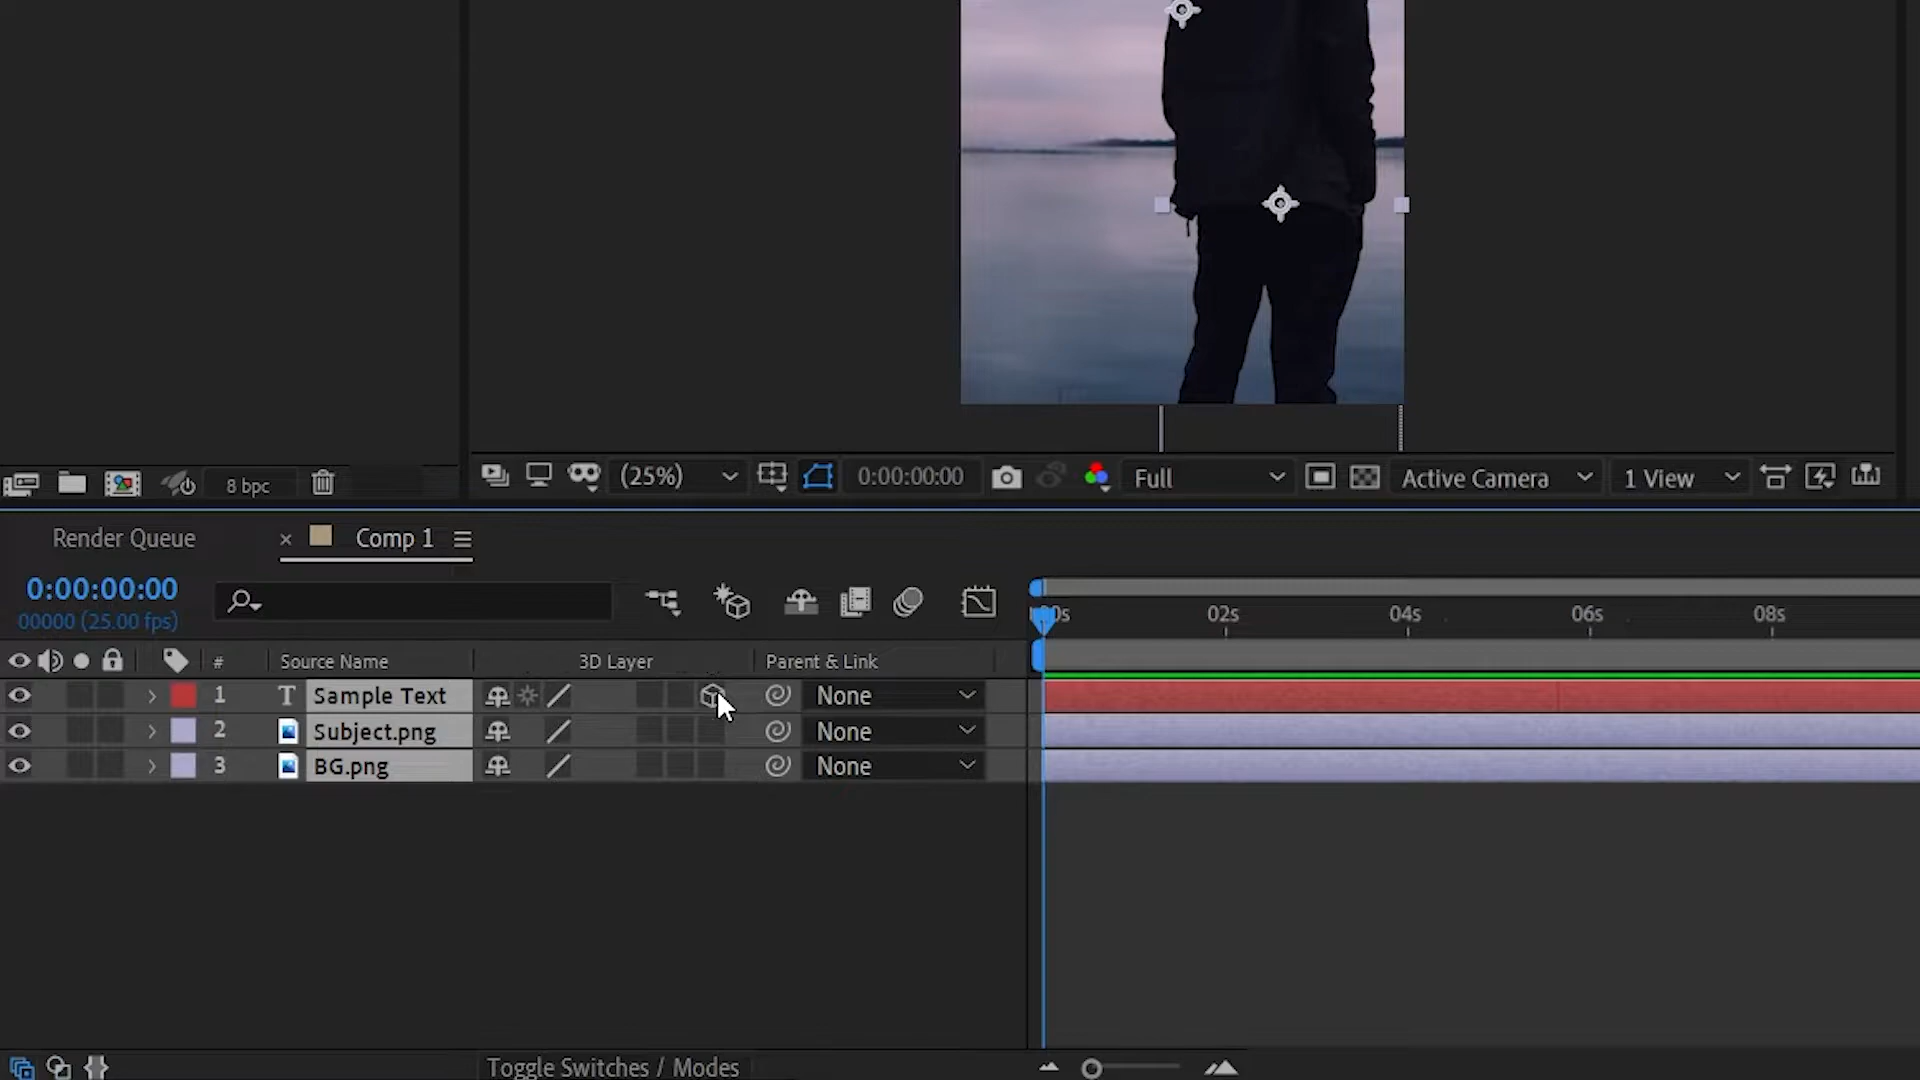 8 bpc
(25%)
0:00:00:00
Full
Active Camera
1 View
Render Queue
× Comp 1
0:00:00:00
00000 (25.00 fps)
00s 02s 04s 06s 08s
# Source Name 3D Layer Parent & Link
1 T Sample Text None
2 Subject.png None
3 BG.png None
Toggle Switches / Modes